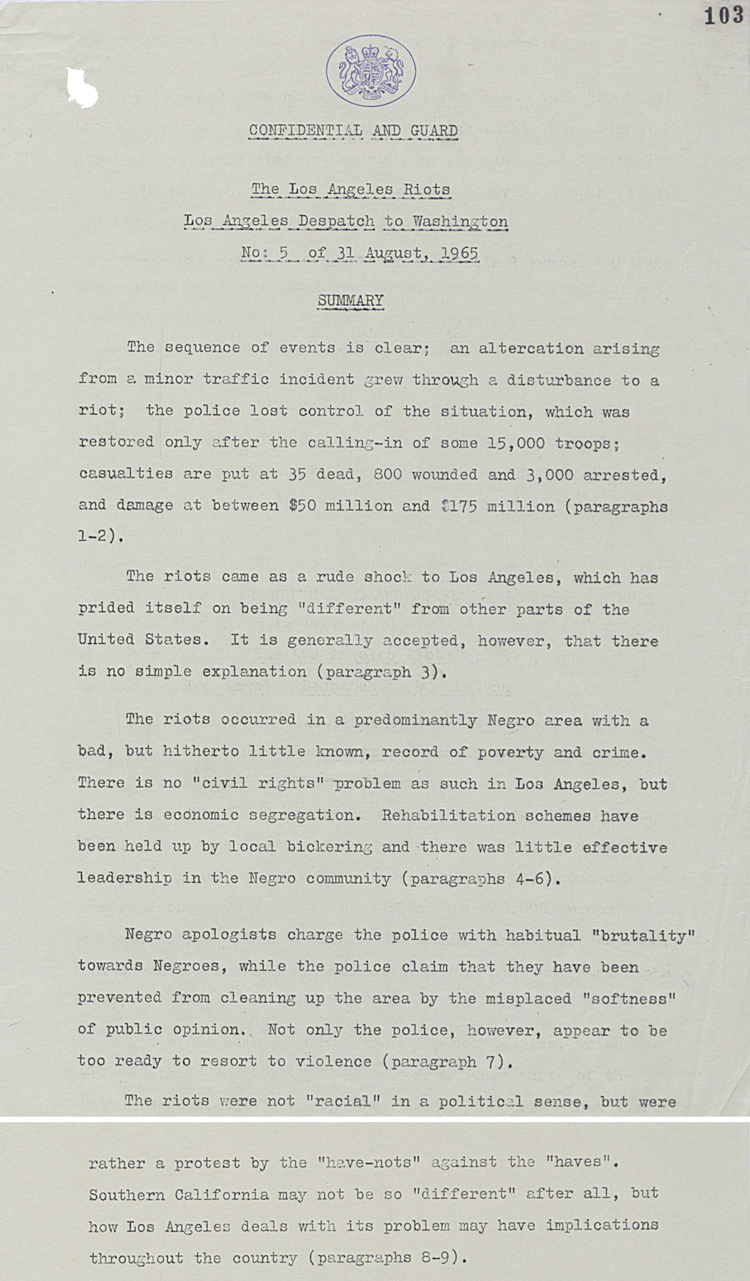 103
CONFIDENTIAL AND GUARD
The Los Angeles Riots
Los Angeles Despatch to Washington
No: 5 of 31 August, 1965
SUMMARY
The sequence of events is clear; an altercation arising
from a minor traffic incident grew through a disturbance to a
riot; the police lost control of the situation, which was
restored only after the calling-in of some 15,000 troops;
casualties are put at 35 dead, 800 wounded and 3,000 arrested,
and damage at between $50 million and $175 million (paragraphs
1-2).
The riots came as a rude shock to Los Angeles, which has
prided itself on being "different" from other parts of the
United States. It is generally accepted, however, that there
is no simple explanation (paragraph 3).
The riots occurred in a predominantly Negro area with a
bad, but hitherto little known, record of poverty and crime.
There is no "civil rights" problem as such in Los Angeles, but
there is economic segregation. Rehabilitation schemes have
been held up by local bickering and there was little effective
leadership in the Negro community (paragraphs 4-6).
Negro apologists charge the police with habitual "brutality"
towards Negroes, while the police claim that they have been
prevented from cleaning up the area by the misplaced "softness"
of public opinion. Not only the police, however, appear to be
too ready to resort to violence (paragraph 7).
The riots were not "racial" in a political sense, but were
rather a protest by the "have-nots" against the "haves".
Southern California may not be so "different" after all, but
how Los Angeles deals with its problem may have implications
throughout the country (paragraphs 8-9).